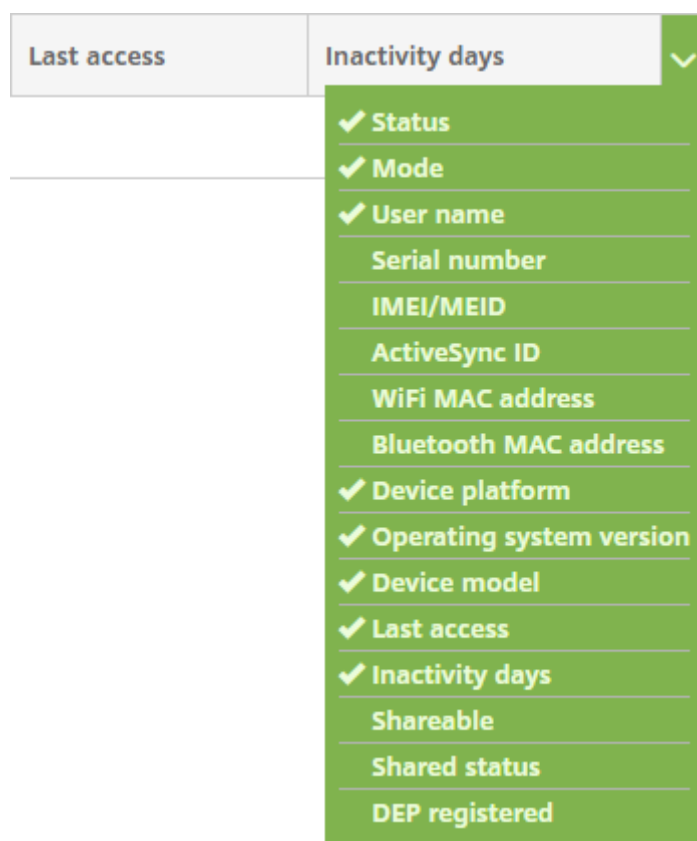 Last access Inactivity days
Status
Mode
User name
Serial number
IMEI/MEID
ActiveSync ID
WiFi MAC address
Bluetooth MAC address
Device platform
Operating system version
Device model
Last access
Inactivity days
Shareable
Shared status
DEP registered